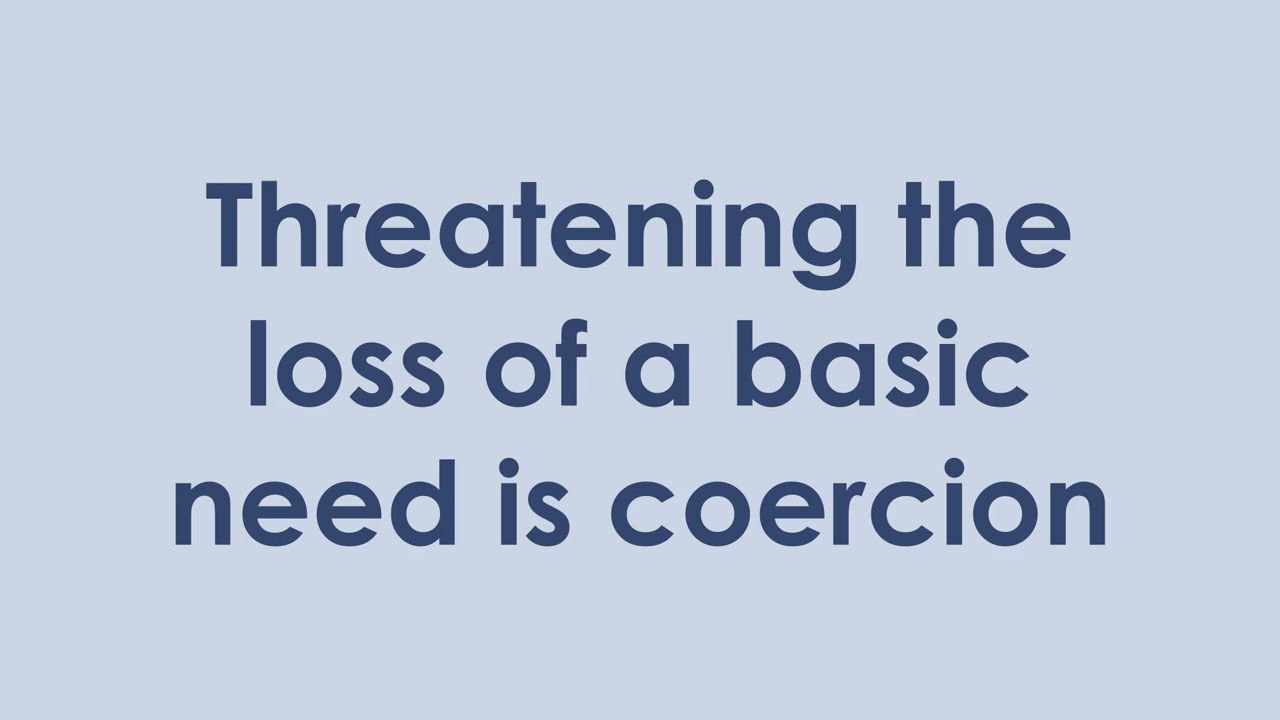 Threatening the
loss of a basic
need is coercion